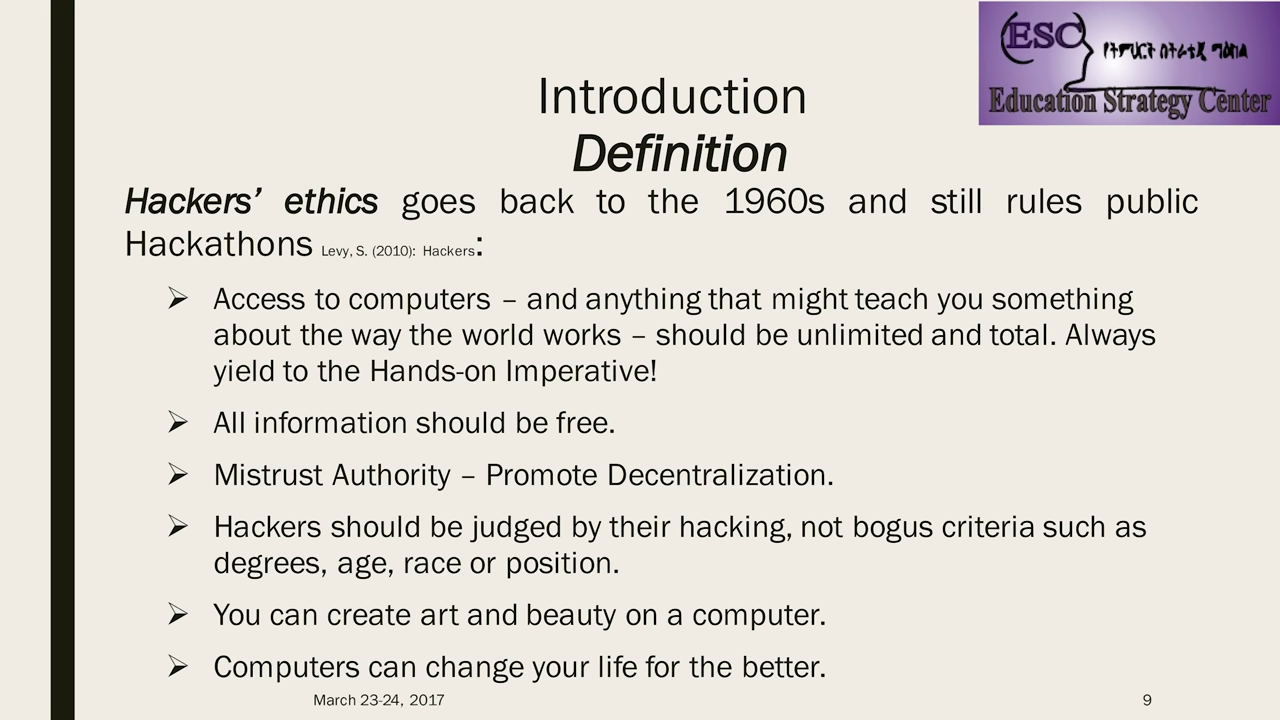 ESC
የትምህርት ስትራቴጂ ማዕከል
Education Strategy Center
Introduction
Definition
Hackers’ ethics goes back to the 1960s and still rules public
Hackathons Levy, S. (2010): Hackers:
➢ Access to computers – and anything that might teach you something
about the way the world works – should be unlimited and total. Always
yield to the Hands-on Imperative!
➢ All information should be free.
➢ Mistrust Authority – Promote Decentralization.
➢ Hackers should be judged by their hacking, not bogus criteria such as
degrees, age, race or position.
➢ You can create art and beauty on a computer.
➢ Computers can change your life for the better.
March 23-24, 2017
9